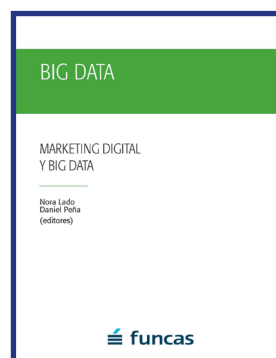 BIG DATA
MARKETING DIGITAL
Y BIG DATA
Nora Lado
Daniel Peña
(editores)
funcas